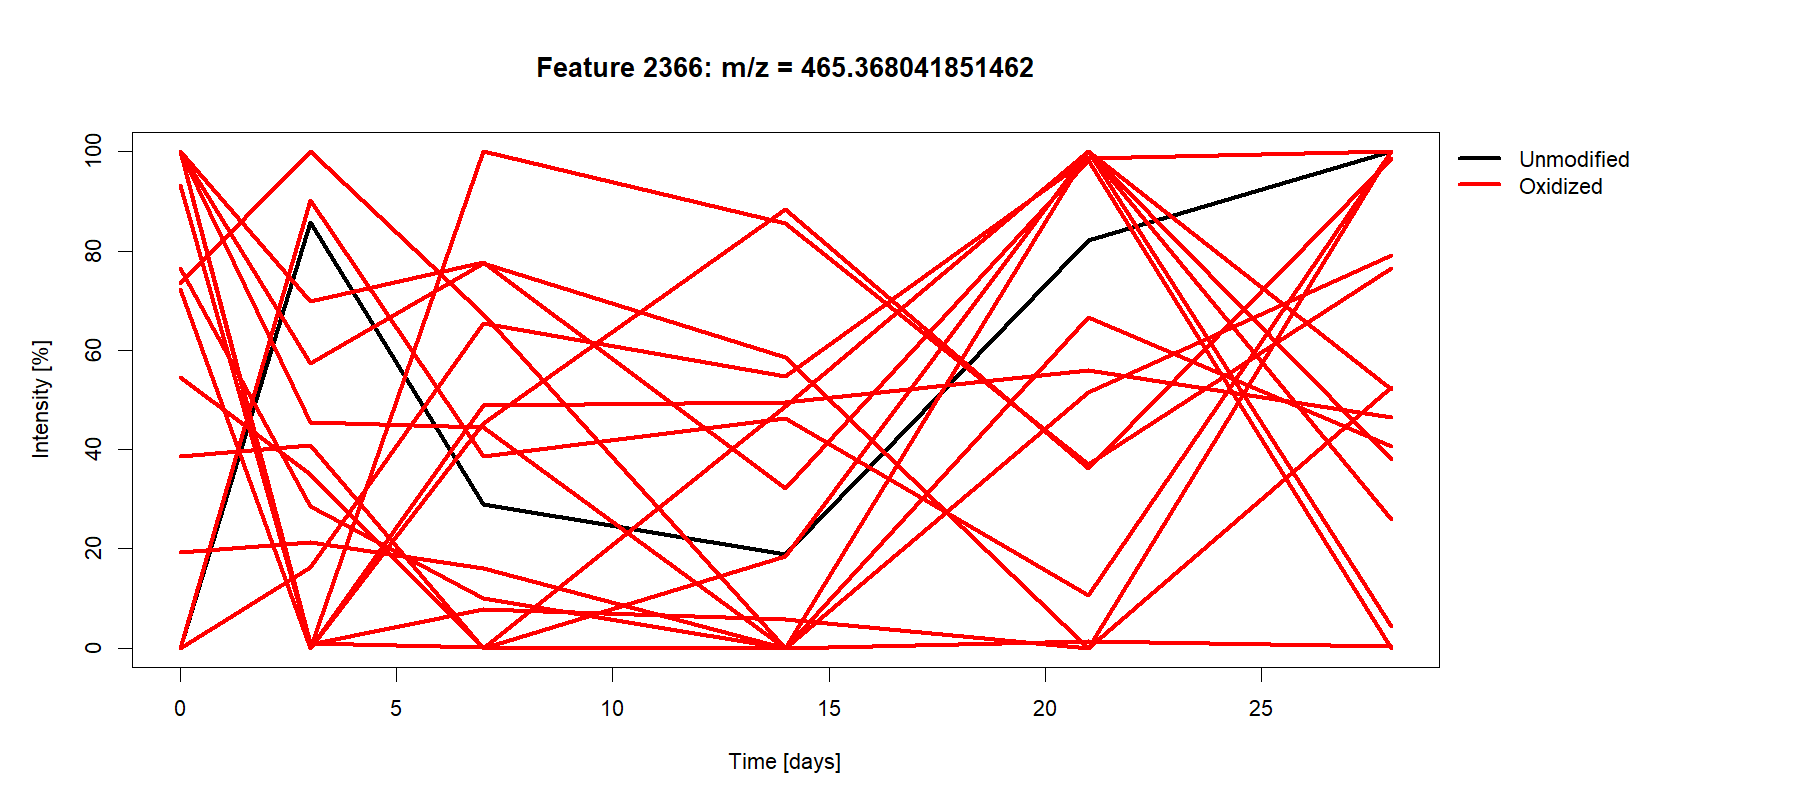 Feature 2366: m/z = 465.368041851462
Unmodified
Oxidized
Intensity [%]
100
80
60
40
20
0
0 5 10 15 20 25
Time [days]